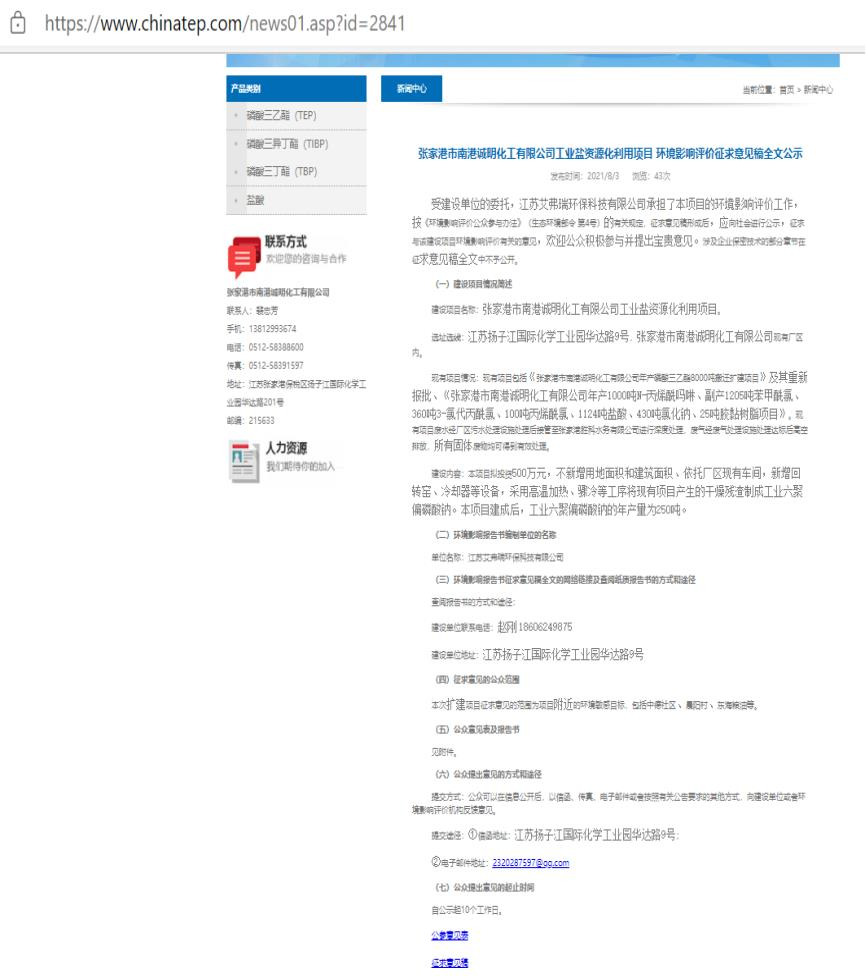 https://www.chinatep.com/news01.asp?id=2841
产品类别
磷酸三乙酯（TEP）
磷酸三异丁酯（TIBP）
磷酸三丁酯（TBP）
盐酸
联系方式
欢迎您的咨询与合作
张家港市南港诚明化工有限公司
联系人：裴忠芳
手机：13812993674
电话：0512-58388600
传真：0512-58391597
地址：江苏张家港保税区扬子江国际化学工
业园华达路201号
邮编：215633
人力资源
我们期待你的加入
新闻中心
当前位置：首页 > 新闻中心
张家港市南港诚明化工有限公司工业盐资源化利用项目 环境影响评价征求意见稿全文公示
发布时间：2021/8/3 浏览：43次
受建设单位的委托，江苏艾弗瑞环保科技有限公司承担了本项目的环境影响评价工作，
按《环境影响评价公众参与办法》（生态环境部令 第4号）的有关规定，征求意见稿形成后，应向社会进行公示，征求
与该建设项目环境影响评价有关的意见，欢迎公众积极参与并提出宝贵意见。涉及企业保密技术的部分章节在
征求意见稿全文中不予公开。
（一）建设项目情况简述
建设项目名称：张家港市南港诚明化工有限公司工业盐资源化利用项目。
选址选线：江苏扬子江国际化学工业园华达路9号，张家港市南港诚明化工有限公司现有厂区
内。
现有项目情况：现有项目包括《张家港市南港诚明化工有限公司年产磷酸三乙酯8000吨搬迁扩建项目》及其重新
报批、《张家港市南港诚明化工有限公司年产1000吨N-丙烯酰吗啉、副产1205吨苯甲酰氯、
360吨3-氯代丙酰氯、100吨丙烯酰氯、1124吨盐酸、430吨氯化钠、25吨胶黏树脂项目》。现
有项目废水经厂区污水处理设施处理后接管至张家港胜科水务有限公司进行深度处理，废气经废气处理设施处理达标后高空
排放，所有固体废物均可得到有效处理。
建设内容：本项目拟投资500万元，不新增用地面积和建筑面积、依托厂区现有车间，新增回
转窑、冷却器等设备，采用高温加热、骤冷等工序将现有项目产生的干燥残渣制成工业六聚
偏磷酸钠。本项目建成后，工业六聚偏磷酸钠的年产量为250吨。
（二）环境影响报告书编制单位的名称
单位名称：江苏艾弗瑞环保科技有限公司
（三）环境影响报告书征求意见稿全文的网络链接及查阅纸质报告书的方式和途径
查阅报告书的方式和途径：
建设单位联系电话：赵刚 18606249875
建设单位地址：江苏扬子江国际化学工业园华达路9号
（四）征求意见的公众范围
本次扩建项目征求意见的范围为项目附近的环境敏感目标，包括中德社区、晨阳村、东海粮油等。
（五）公众意见表及报告书
见附件。
（六）公众提出意见的方式和途径
提交方式：公众可以在信息公开后，以信函、传真、电子邮件或者按照有关公告要求的其他方式，向建设单位或者环
境影响评价机构反馈意见。
提交途径：①信函地址：江苏扬子江国际化学工业园华达路9号；
②电子邮件地址：2320287597@qq.com
（七）公众提出意见的起止时间
自公示起10个工作日。
公参意见表
征求意见稿